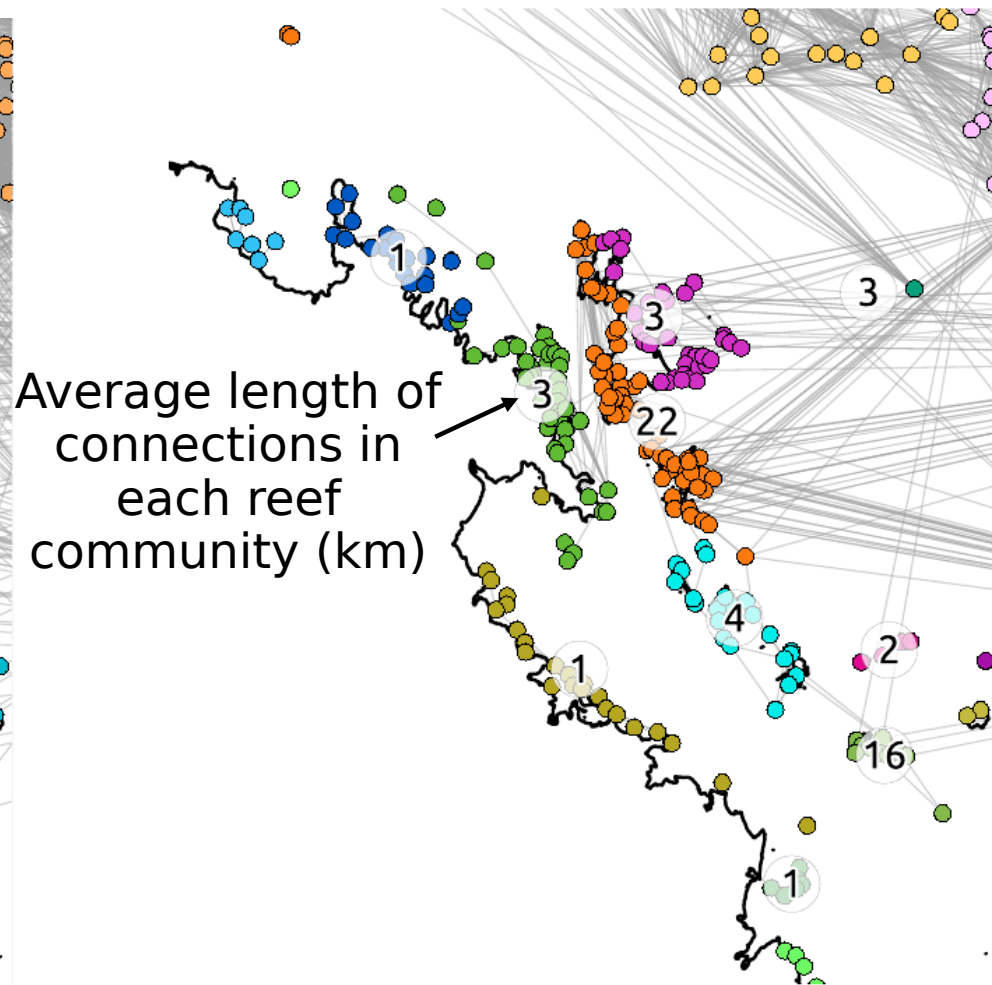 1
3
3
Average length of
connections in
each reef
community (km)
3
22
4
2
1
16
1